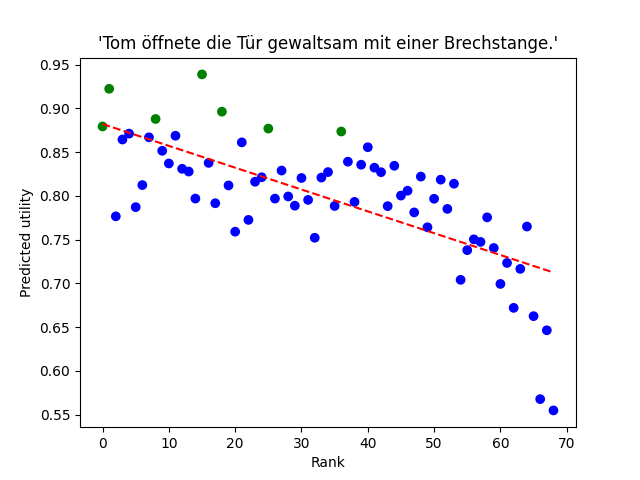 'Tom öffnete die Tür gewaltsam mit einer Brechstange.'
0.95
0.90
0.85
0.80
0.75
0.70
0.65
0.60
0.55
Predicted utility
0 10 20 30 40 50 60 70
Rank